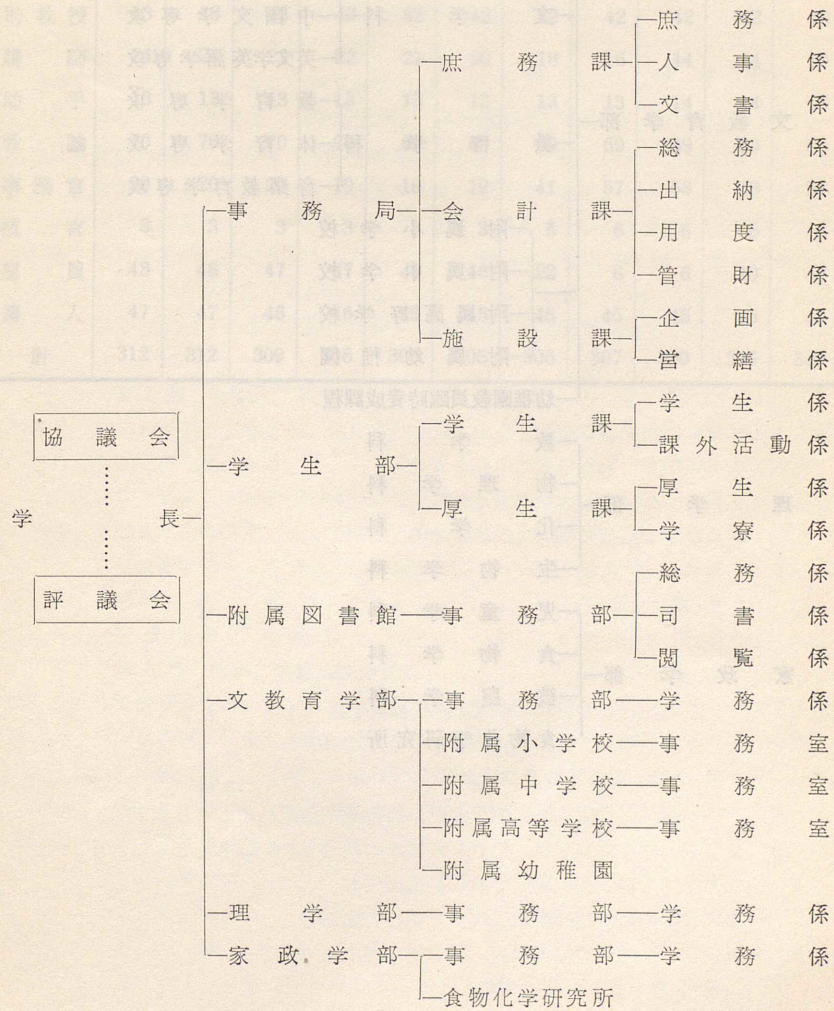 庶務係
庶務課 人事係
文書係
総務係
出納係
事務局 会計課
用度係
管財係
企画係
施設課
営繕係
学生係
学生課
協議会 課外活動係
学生部
厚生係
学長 厚生課
学寮係
総務係
評議会 附属図書館 事務部 司書係
閲覧係
文教育学部 事務部 学務係
附属小学校 事務室
附属中学校 事務室
附属高等学校 事務室
附属幼稚園
理学部 事務部 学務係
家政学部 事務部 学務係
食物化学研究所